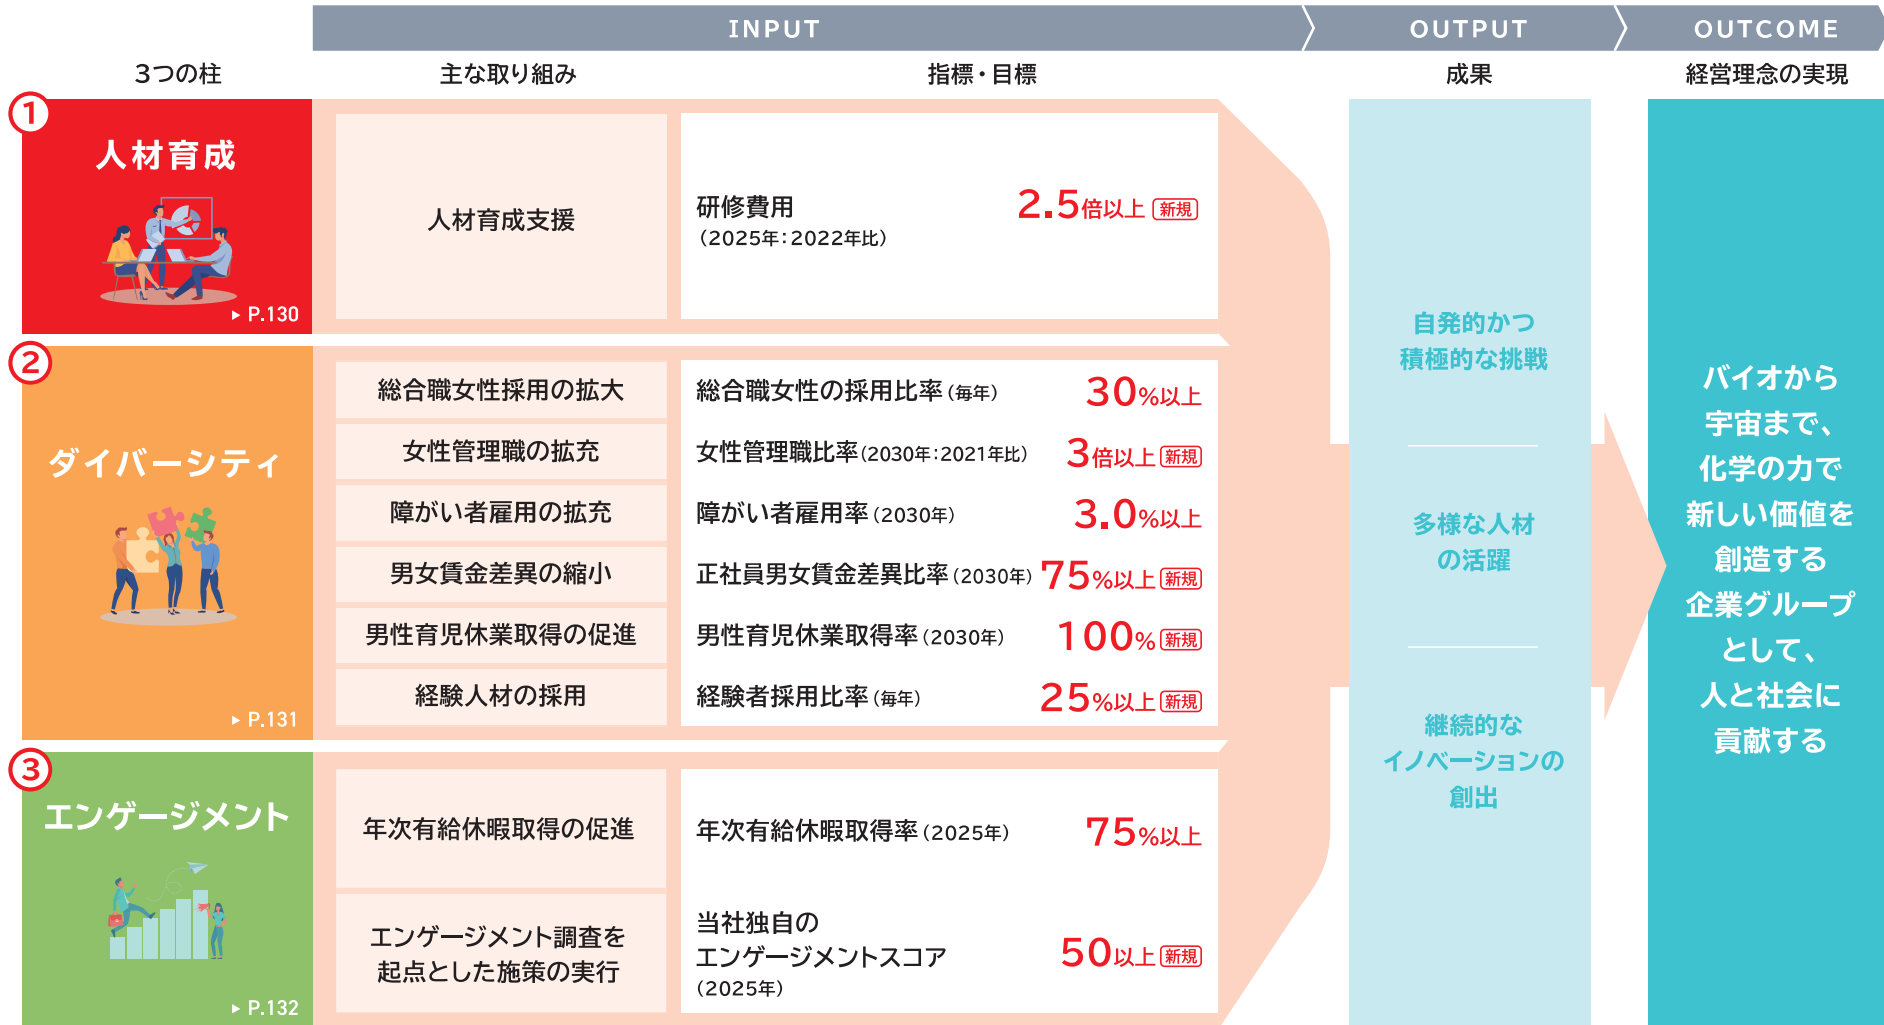 INPUT
OUTPUT
OUTCOME
3つの柱
主な取り組み
指標・目標
成果
経営理念の実現
1
人材育成
▶ P.130
人材育成支援
研修費用
(2025年:2022年比)
2.5倍以上 新規
2
ダイバーシティ
▶ P.131
総合職女性採用の拡大
総合職女性の採用比率(毎年)
30%以上
女性管理職の拡充
女性管理職比率(2030年:2021年比)
3倍以上 新規
障がい者雇用の拡充
障がい者雇用率(2030年)
3.0%以上
男女賃金差異の縮小
正社員男女賃金差異比率(2030年)
75%以上 新規
男性育児休業取得の促進
男性育児休業取得率(2030年)
100% 新規
経験人材の採用
経験者採用比率(毎年)
25%以上 新規
3
エンゲージメント
▶ P.132
年次有給休暇取得の促進
年次有給休暇取得率(2025年)
75%以上
エンゲージメント調査を
起点とした施策の実行
当社独自の
エンゲージメントスコア
(2025年)
50以上 新規
自発的かつ
積極的な挑戦
多様な人材
の活躍
継続的な
イノベーションの
創出
バイオから
宇宙まで、
化学の力で
新しい価値を
創造する
企業グループ
として、
人と社会に
貢献する